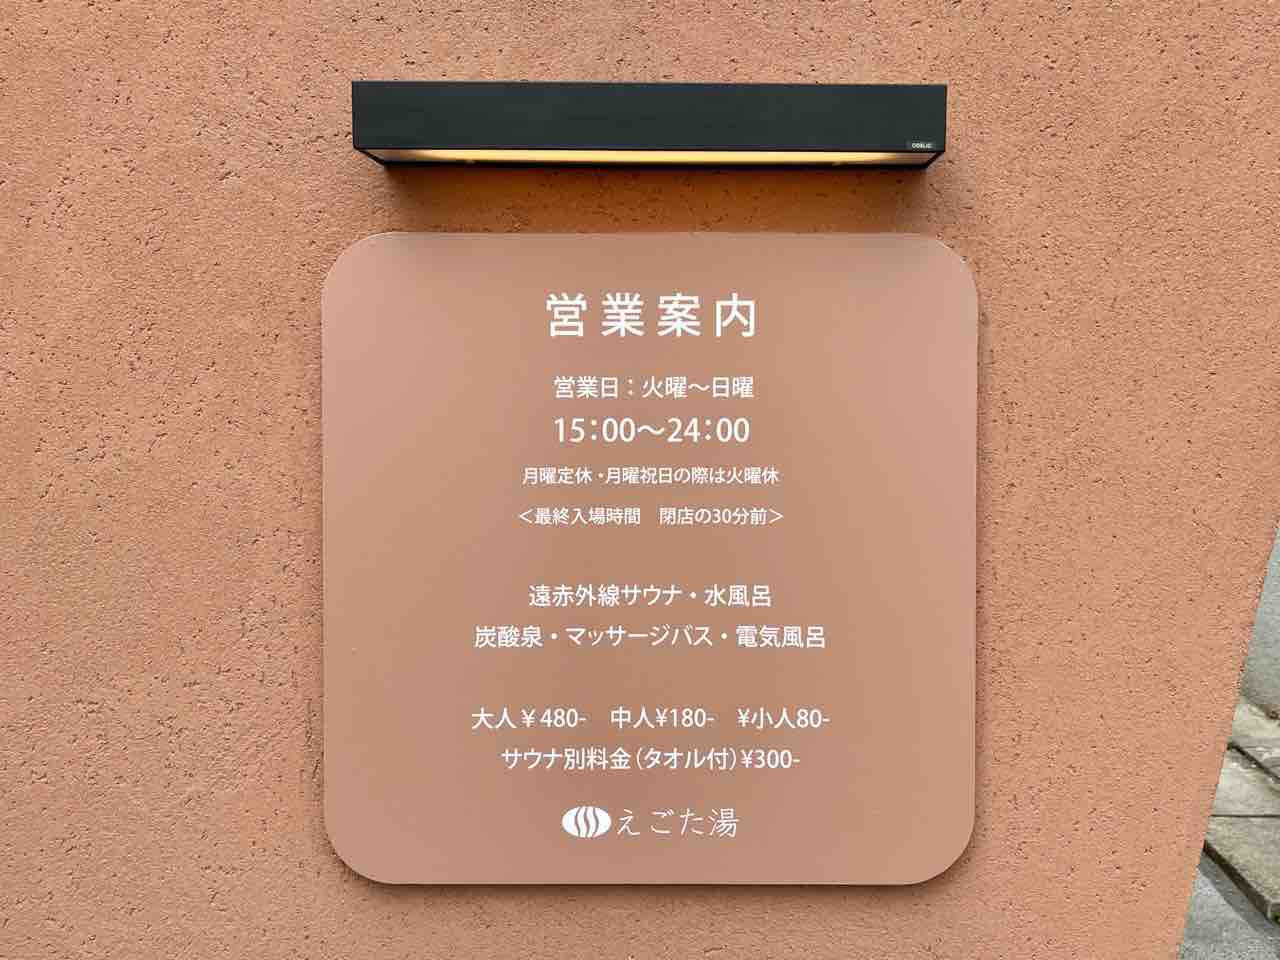 ODELIC
営業案内
営業日：火曜～日曜
15：00～24：00
月曜定休・月曜祝日の際は火曜休
＜最終入場時間　閉店の30分前＞
遠赤外線サウナ・水風呂
炭酸泉・マッサージバス・電気風呂
大人￥480-　中人¥180-　¥小人80-
サウナ別料金（タオル付）¥300-
えごた湯